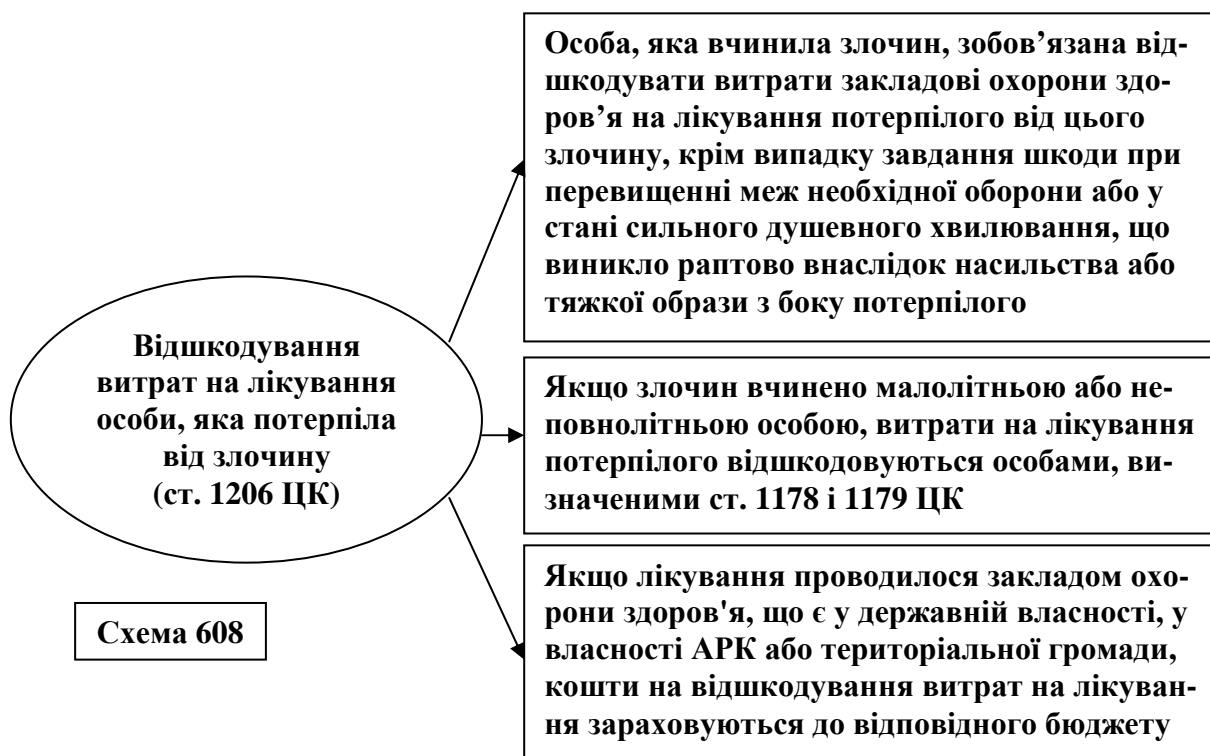 Особа, яка вчинила злочин, зобов’язана від-
шкодувати витрати закладові охорони здо-
ров’я на лікування потерпілого від цього
злочину, крім випадку завдання шкоди при
перевищенні меж необхідної оборони або у
стані сильного душевного хвилювання, що
виникло раптово внаслідок насильства або
тяжкої образи з боку потерпілого
Відшкодування
витрат на лікування
особи, яка потерпіла
від злочину
(ст. 1206 ЦК)
Якщо злочин вчинено малолітньою або не-
повнолітньою особою, витрати на лікування
потерпілого відшкодовуються особами, ви-
значеними ст. 1178 і 1179 ЦК
Якщо лікування проводилося закладом охо-
рони здоров'я, що є у державній власності, у
власності АРК або територіальної громади,
кошти на відшкодування витрат на лікуван-
ня зараховуються до відповідного бюджету
Схема 608